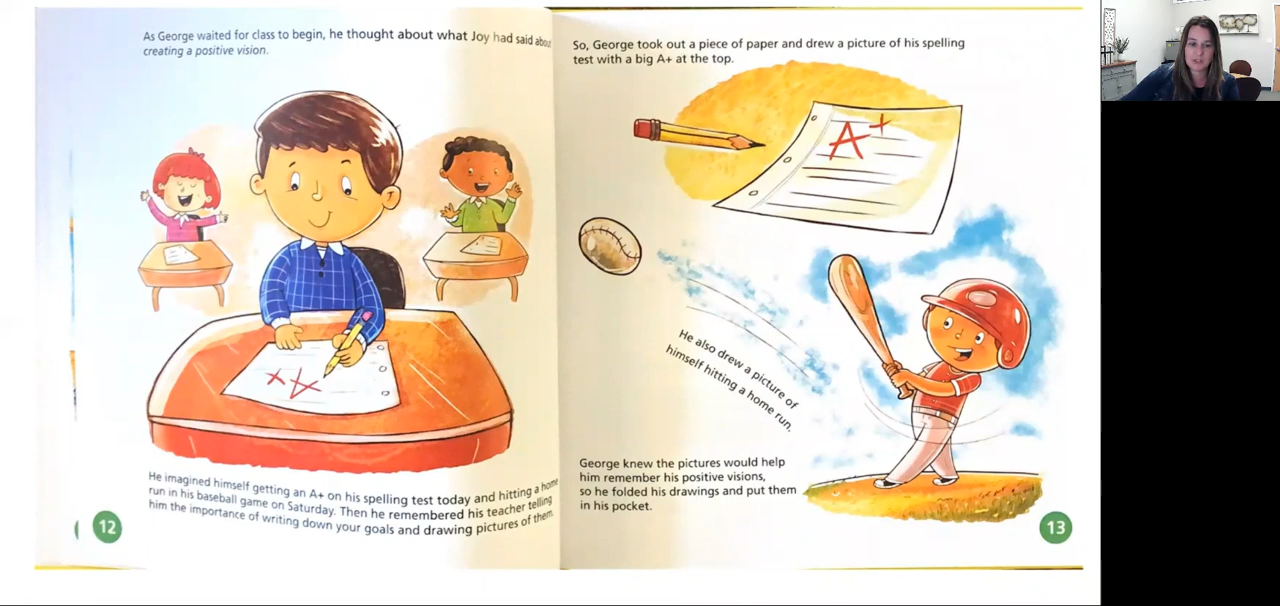 As George waited for class to begin, he thought about what Joy had said about
creating a positive vision.
He imagined himself getting an A+ on his spelling test today and hitting a home
run in his baseball game on Saturday. Then he remembered his teacher telling
him the importance of writing down your goals and drawing pictures of them.
12
So, George took out a piece of paper and drew a picture of his spelling
test with a big A+ at the top.
A+
He also drew a picture of
himself hitting a home run.
George knew the pictures would help
him remember his positive visions,
so he folded his drawings and put them
in his pocket.
13